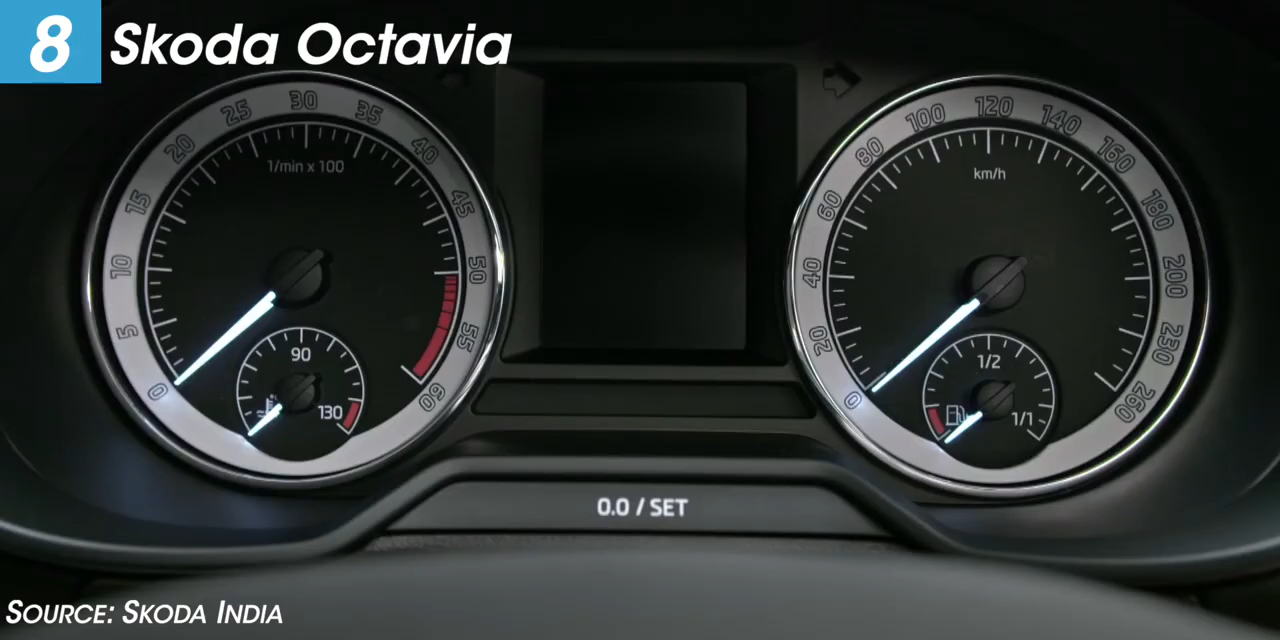 8 Skoda Octavia
0 5 10 15 20 25 30 35 40 45 50 55 60
1/min x 100
90
130
0 20 40 60 80 100 120 140 160 180 200 230 260
km/h
1/2
1/1
0.0 / SET
Source: Skoda India